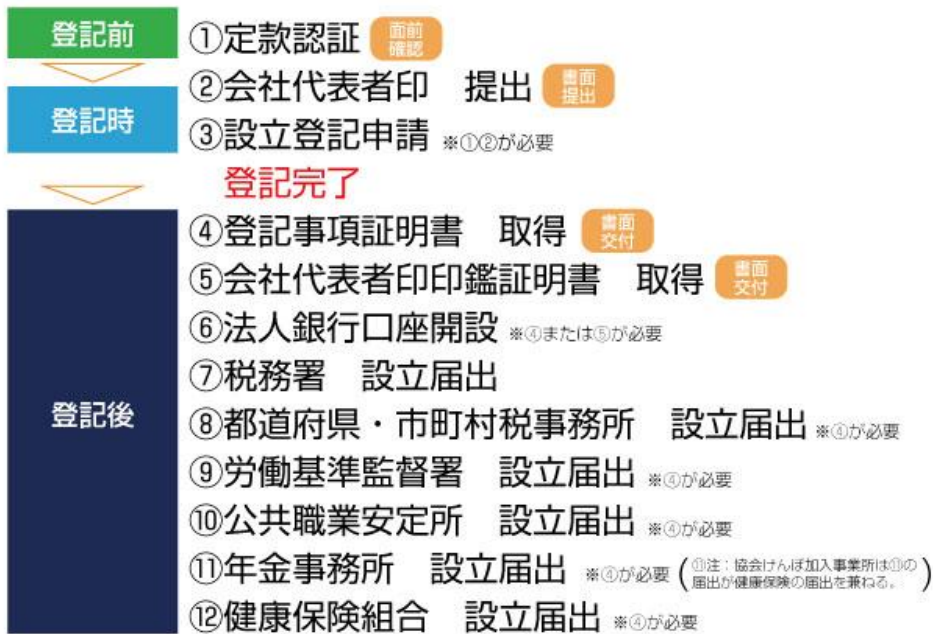 登記前
①定款認証 面前確認
登記時
②会社代表者印 提出 書面提出
③設立登記申請 ※①②が必要
登記完了
登記後
④登記事項証明書 取得 書面交付
⑤会社代表者印印鑑証明書 取得 書面交付
⑥法人銀行口座開設 ※④または⑤が必要
⑦税務署 設立届出
⑧都道府県・市町村税事務所 設立届出 ※④が必要
⑨労働基準監督署 設立届出 ※④が必要
⑩公共職業安定所 設立届出 ※④が必要
⑪年金事務所 設立届出 ※④が必要 (⑪注：協会けんぽ加入事業所は⑪の
届出が健康保険の届出を兼ねる。)
⑫健康保険組合 設立届出 ※④が必要